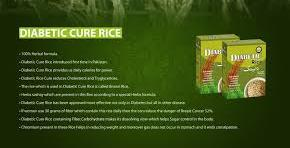 DIABETIC CURE RICE
- 100% Herbal formula.
- Diabetic Cure Rice introduced first time in Pakistan.
- Diabetic Cure Rice provides us daily calories for power.
- Diabetic Rice Cure reduces Cholesterol and Triglycerides.
- The rice which is used in Diabetic Cure Rice is called Brown Rice.
- Herbs variety which are present in this Rice according to a special Herbs formula.
- Diabetic Cure Rice has been approved more effective not only in Diabetes but all in other disease.
- If woman use 30 grams of fiber which contain this rice daily then she can reduce the danger of Breast Cancer 52%.
- Diabetic Cure Rice containing Fiber, Carbohydrate makes its dissolving slow which helps Sugar control in the body.
- Chromium present in these Rice helps in reducing weight and moreover gas does not occur in stomach and it ends constipation.
DIABETIC
DIABETIC